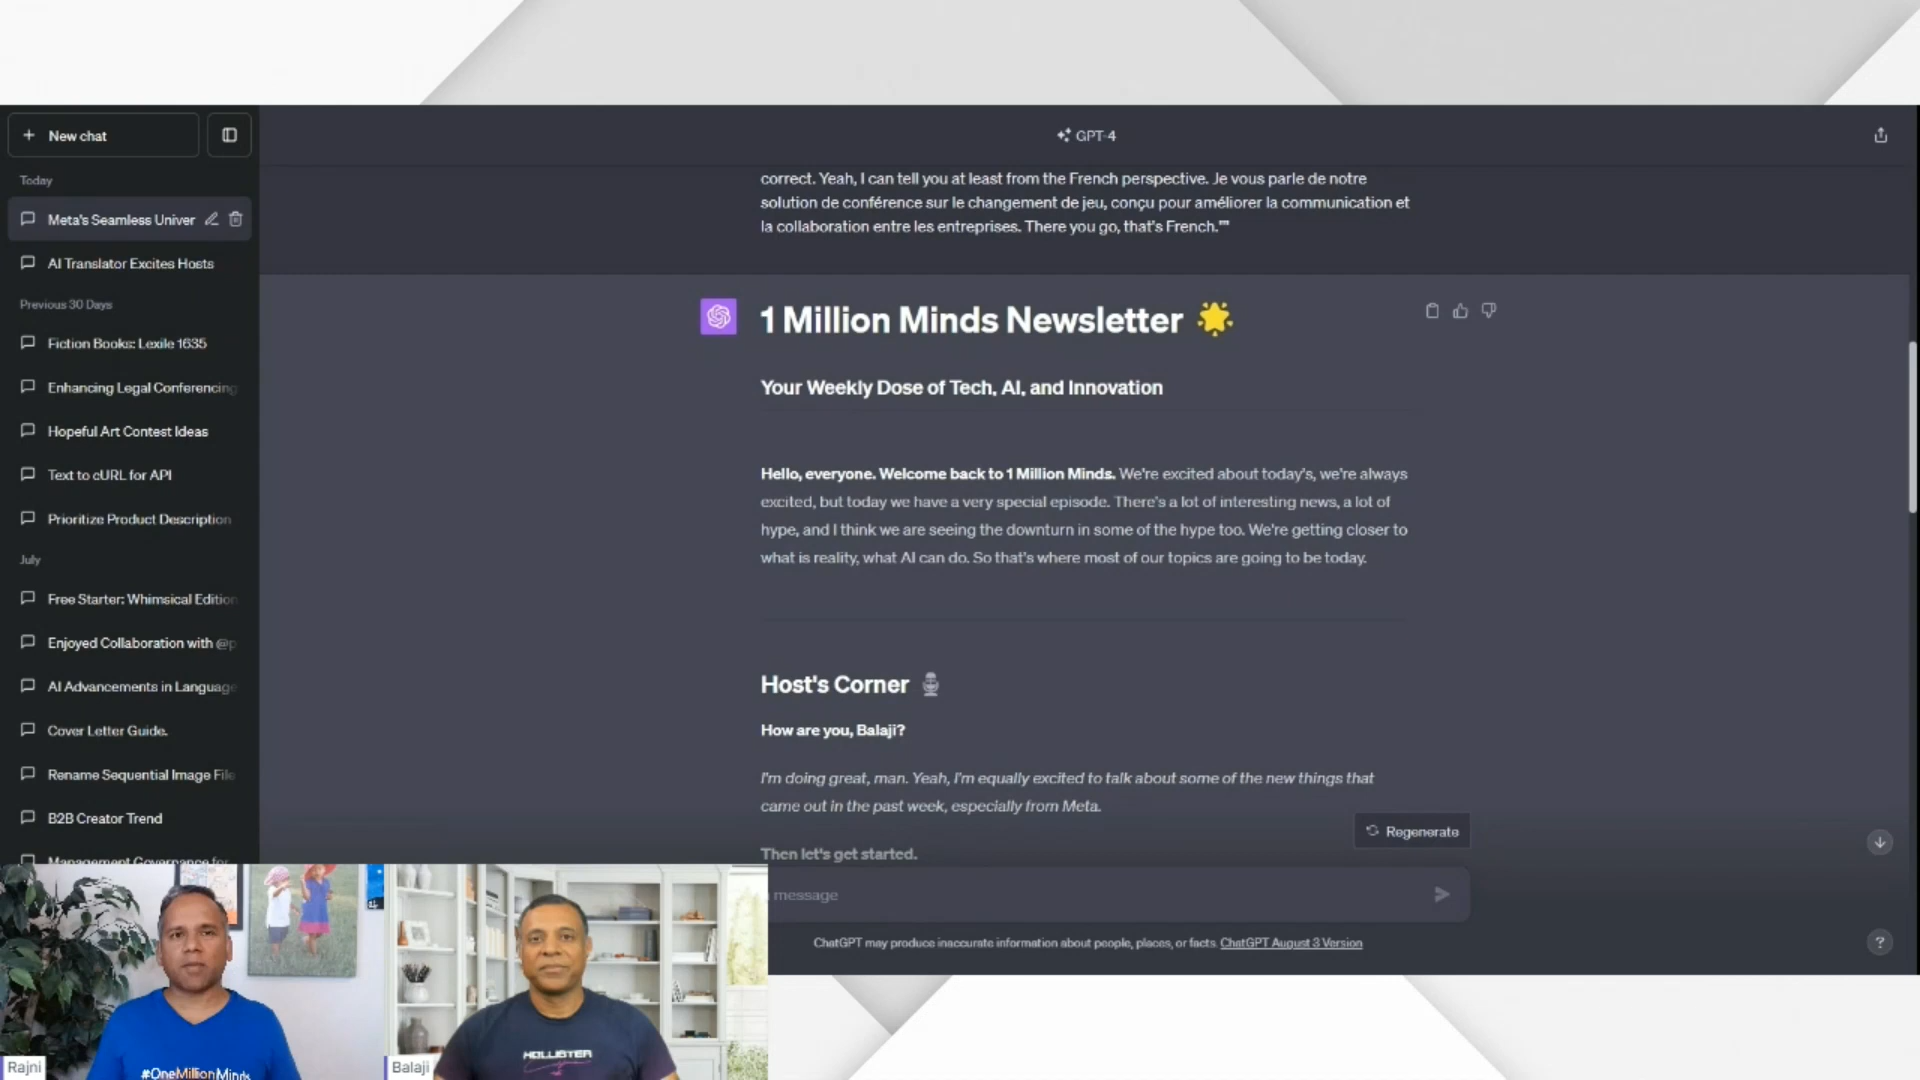 New chat
GPT-4
Today
Meta's Seamless Univer
AI Translator Excites Hosts
Previous 30 Days
Fiction Books: Lexile 1635
Enhancing Legal Conferencing
Hopeful Art Contest Ideas
Text to cURL for API
Prioritize Product Description
July
Free Starter: Whimsical Edition
Enjoyed Collaboration with @p
AI Advancements in Language
Cover Letter Guide.
Rename Sequential Image File
B2B Creator Trend
Management Governance for
correct. Yeah, I can tell you at least from the French perspective. Je vous parle de notre
solution de conférence sur le changement de jeu, conçu pour améliorer la communication et
la collaboration entre les entreprises. There you go, that's French.""
1 Million Minds Newsletter
Your Weekly Dose of Tech, AI, and Innovation
Hello, everyone. Welcome back to 1 Million Minds. We're excited about today's, we're always
excited, but today we have a very special episode. There's a lot of interesting news, a lot of
hype, and I think we are seeing the downturn in some of the hype too. We're getting closer to
what is reality, what AI can do. So that's where most of our topics are going to be today.
Host's Corner
How are you, Balaji?
I'm doing great, man. Yeah, I'm equally excited to talk about some of the new things that
came out in the past week, especially from Meta.
Regenerate
Then let's get started.
message
ChatGPT may produce inaccurate information about people, places, or facts. ChatGPT August 3 Version
?
Rajni
#OneMillionMinds
Balaji
HOLLISTER